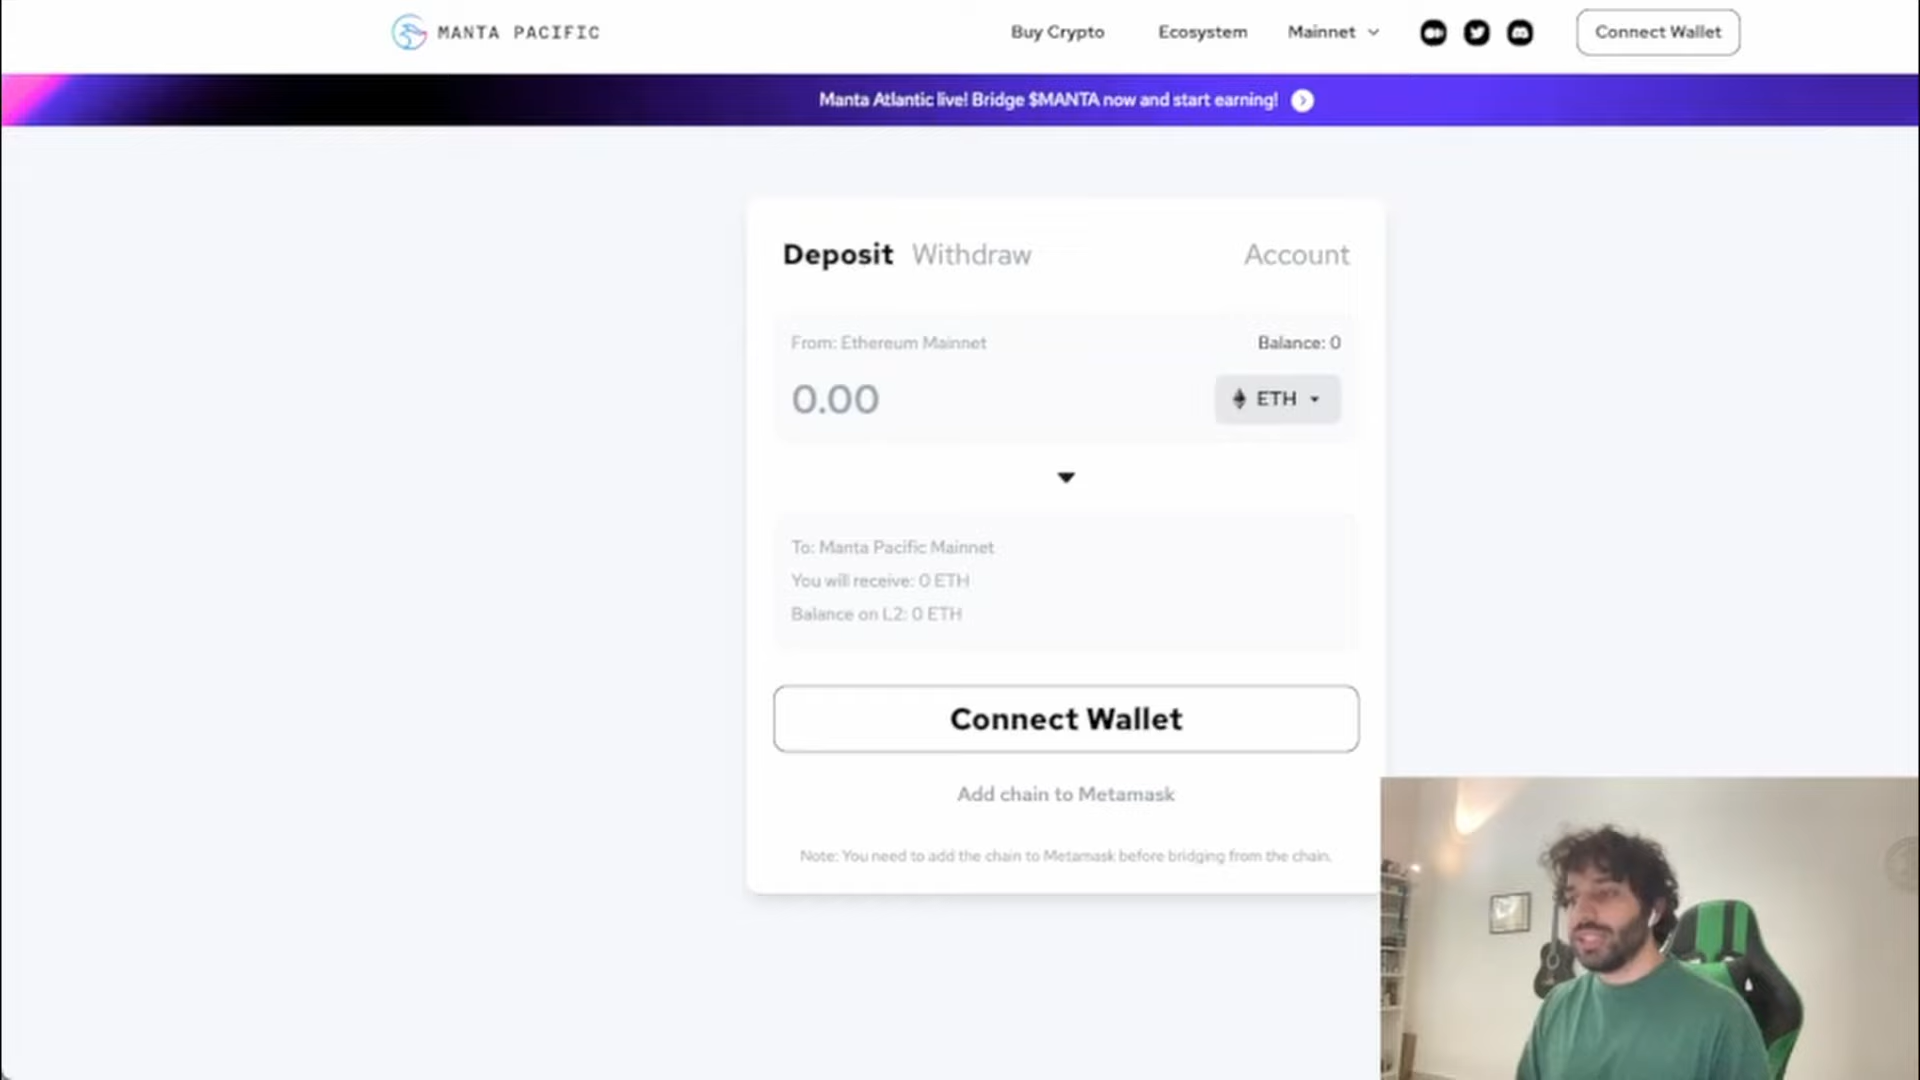 MANTA PACIFIC
Buy Crypto
Ecosystem
Mainnet
Connect Wallet
Manta Atlantic live! Bridge $MANTA now and start earning!
Deposit
Withdraw
Account
From: Ethereum Mainnet
Balance: 0
0.00
ETH
To: Manta Pacific Mainnet
You will receive: 0 ETH
Balance on L2: 0 ETH
Connect Wallet
Add chain to Metamask
Note: You need to add the chain to Metamask before bridging from the chain.